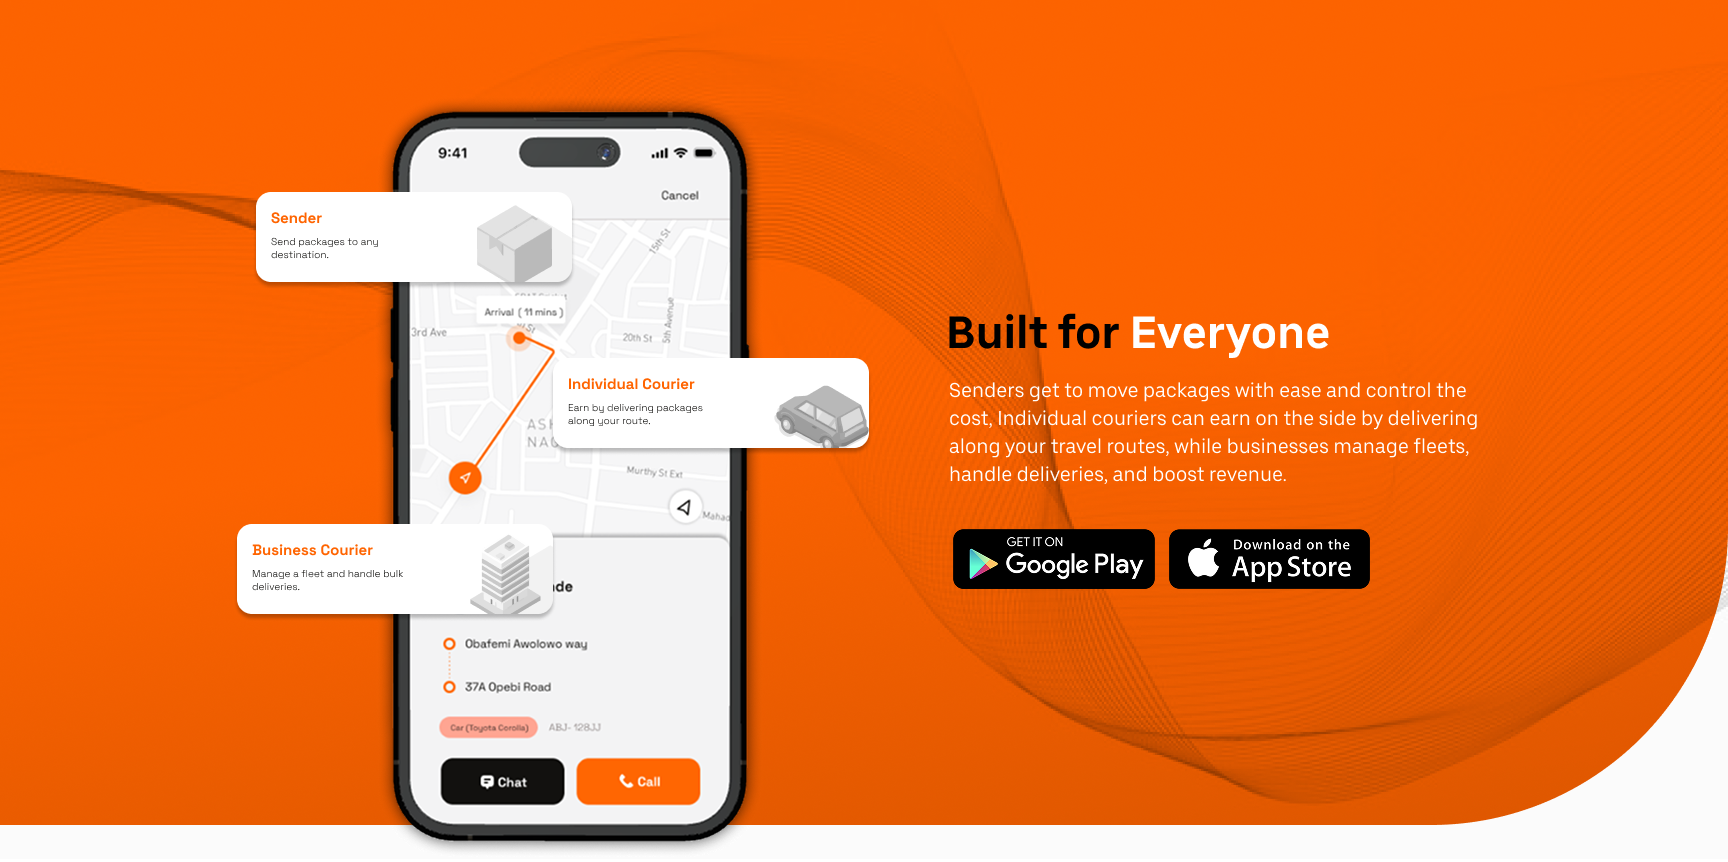 9:41
Cancel
Sender
Send packages to any
destination.
15th St
Arrival ( 11 mins )
3rd Ave
20th St
5th Avenue
Individual Courier
Earn by delivering packages
along your route.
Murthy St Ext
Business Courier
Manage a fleet and handle bulk
deliveries.
Obafemi Awolowo way
37A Opebi Road
Car (Toyota Corolla)
ABJ- 128JJ
Chat
Call
Built for Everyone
Senders get to move packages with ease and control the
cost, Individual couriers can earn on the side by delivering
along your travel routes, while businesses manage fleets,
handle deliveries, and boost revenue.
GET IT ON
Google Play
Download on the
App Store